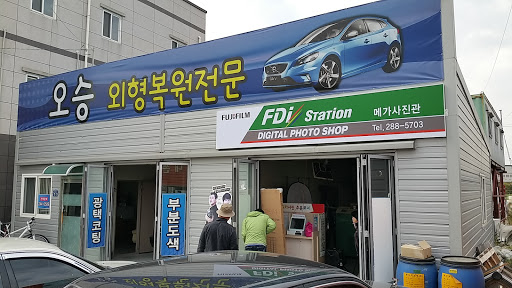 오승 외형복원전문
FUJIFILM FDi STATION 메가사진관
DIGITAL PHOTO SHOP Tel. 288-5703
광택코팅
부분도색